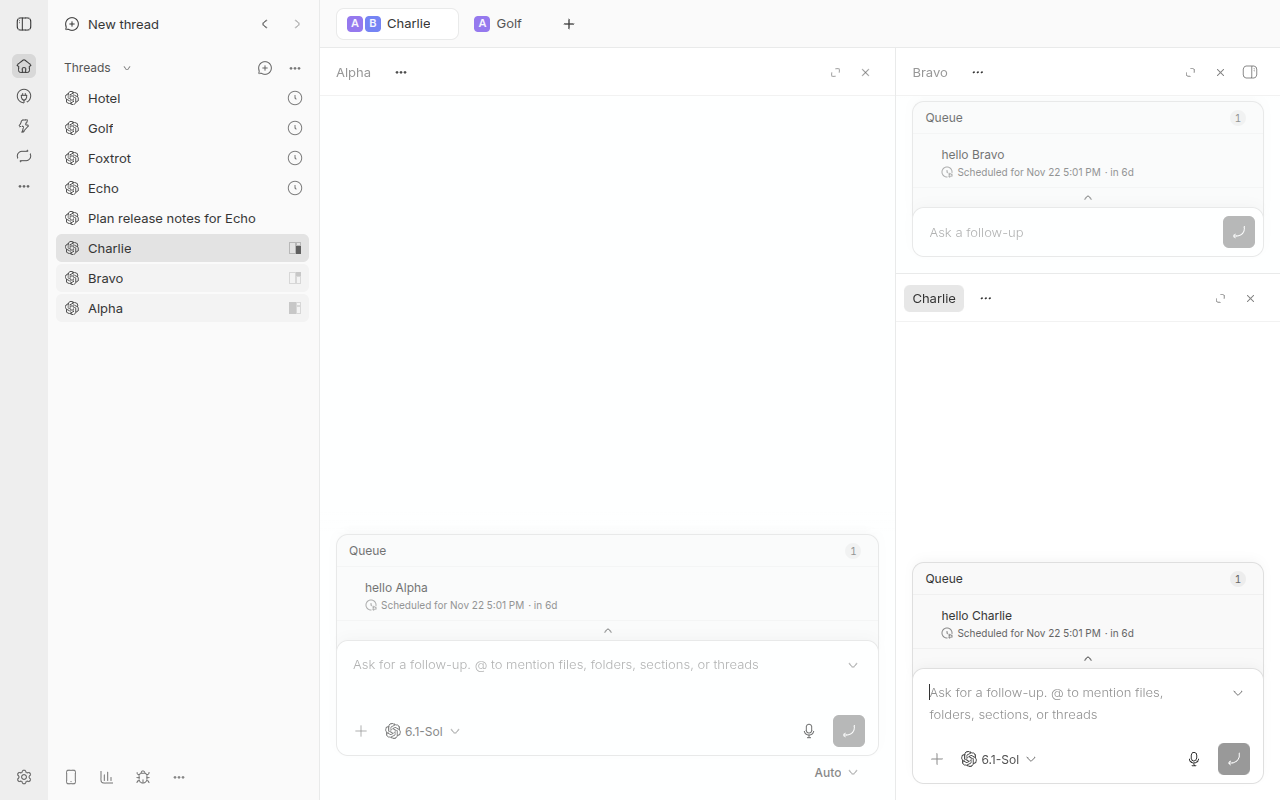 New thread
Threads
Hotel
Golf
Foxtrot
Echo
Plan release notes for Echo
Charlie
Bravo
Alpha
A B Charlie
A Golf
Alpha
Queue 1
hello Alpha
Scheduled for Nov 22 5:01 PM · in 6d
Ask for a follow-up. @ to mention files, folders, sections, or threads
6.1-Sol
Auto
Bravo
Queue 1
hello Bravo
Scheduled for Nov 22 5:01 PM · in 6d
Ask a follow-up
Charlie
Queue 1
hello Charlie
Scheduled for Nov 22 5:01 PM · in 6d
Ask for a follow-up. @ to mention files,
folders, sections, or threads
6.1-Sol